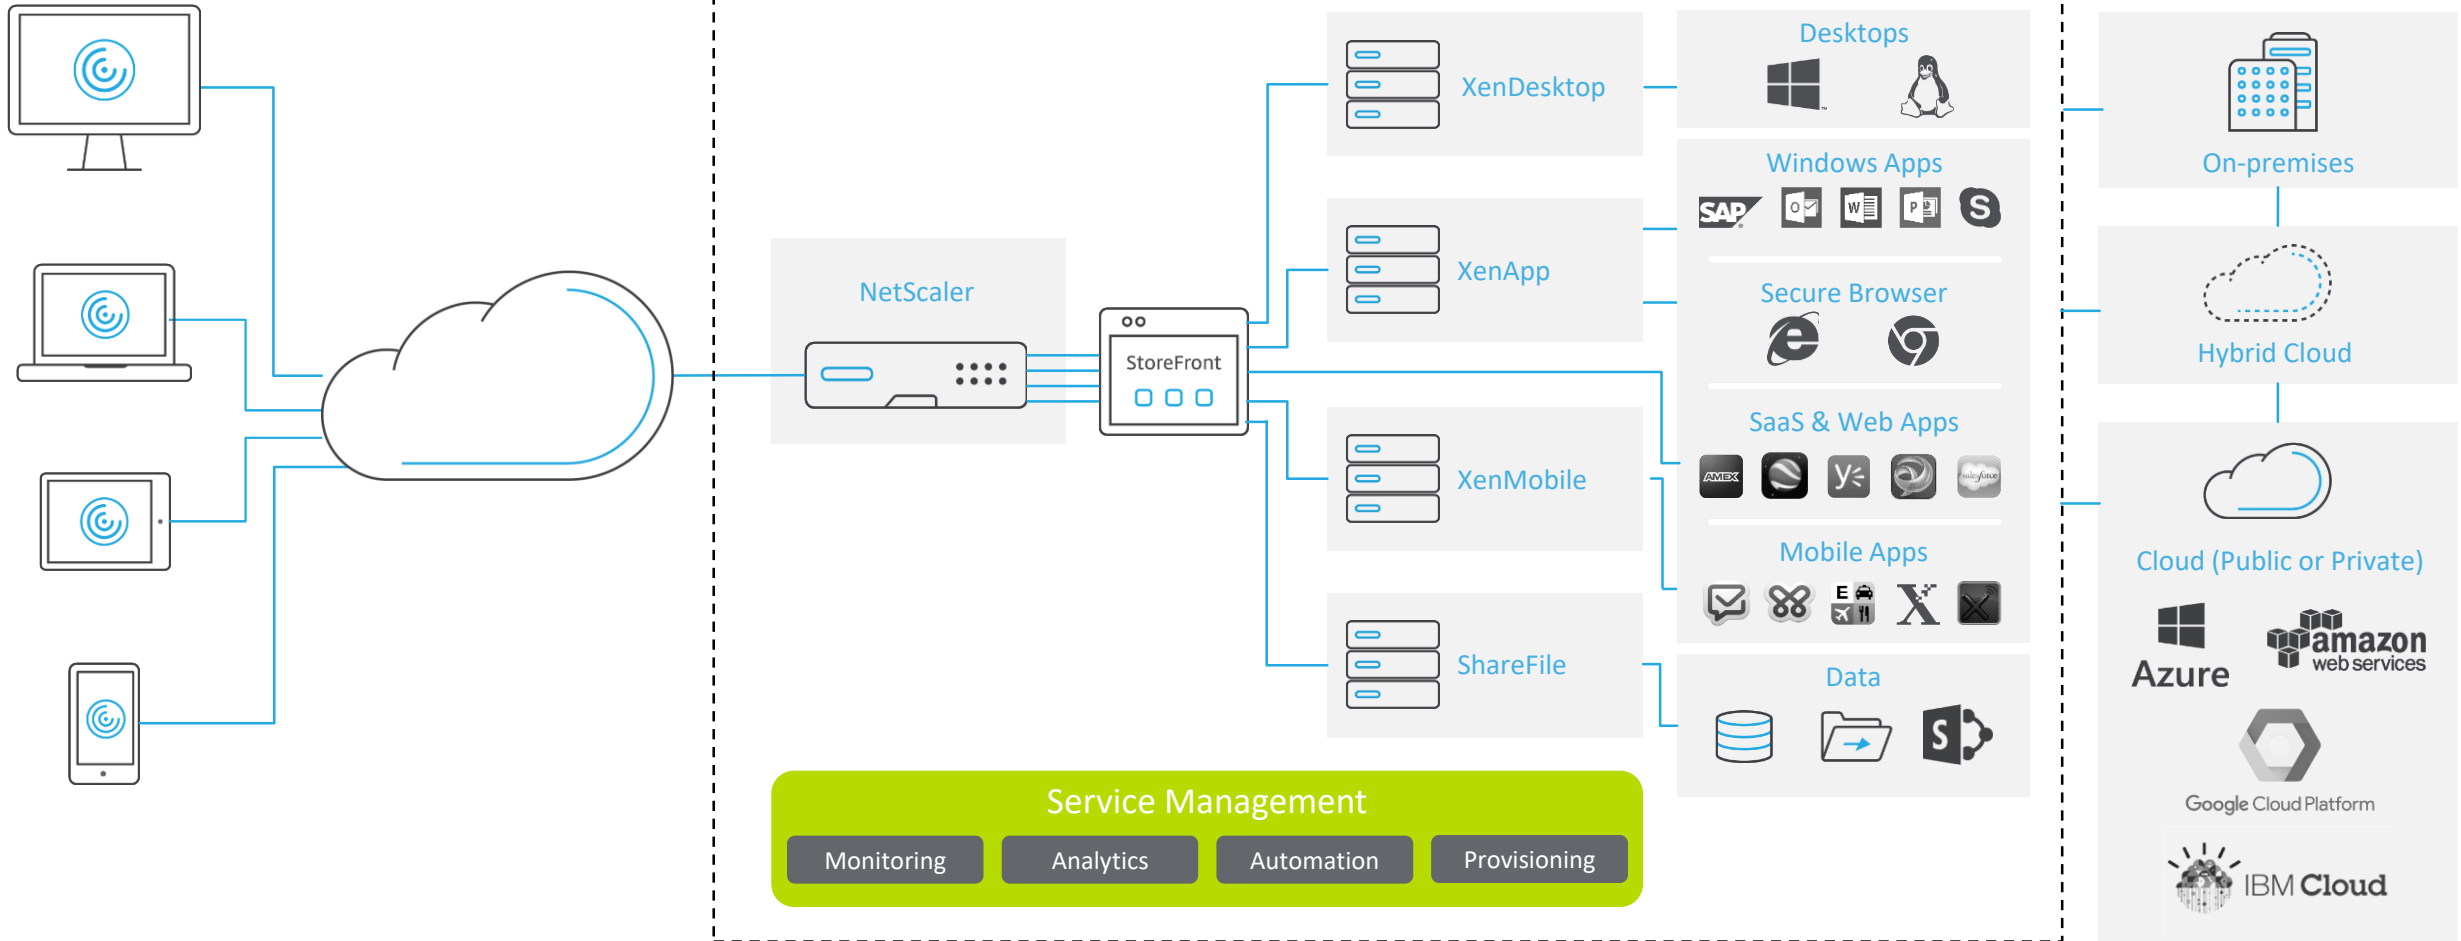 NetScaler
StoreFront
XenDesktop
XenApp
XenMobile
ShareFile
Desktops
Windows Apps
SAP
O
W
P
S
Secure Browser
SaaS & Web Apps
AMEX
Mobile Apps
E
X
Data
S
Service Management
Monitoring
Analytics
Automation
Provisioning
On-premises
Hybrid Cloud
Cloud (Public or Private)
Azure
amazon
web services
Google Cloud Platform
IBM Cloud